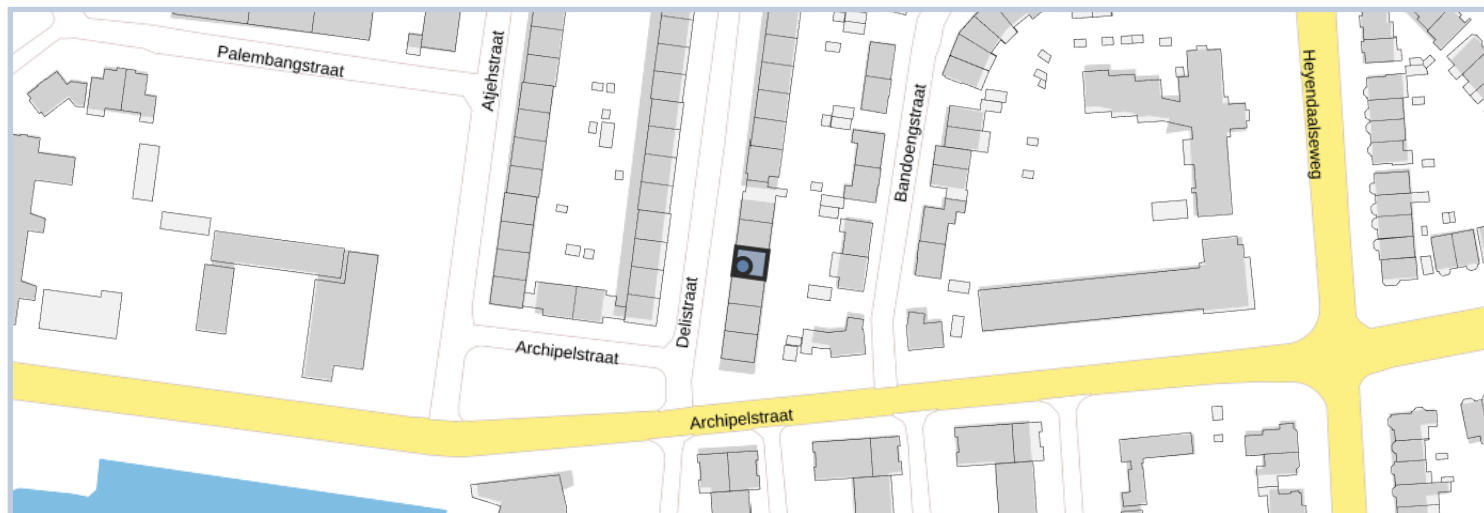 Palembangstraat
Atjehstraat
Bandoengstraat
Heyendaalseweg
Delistraat
Archipelstraat
Archipelstraat